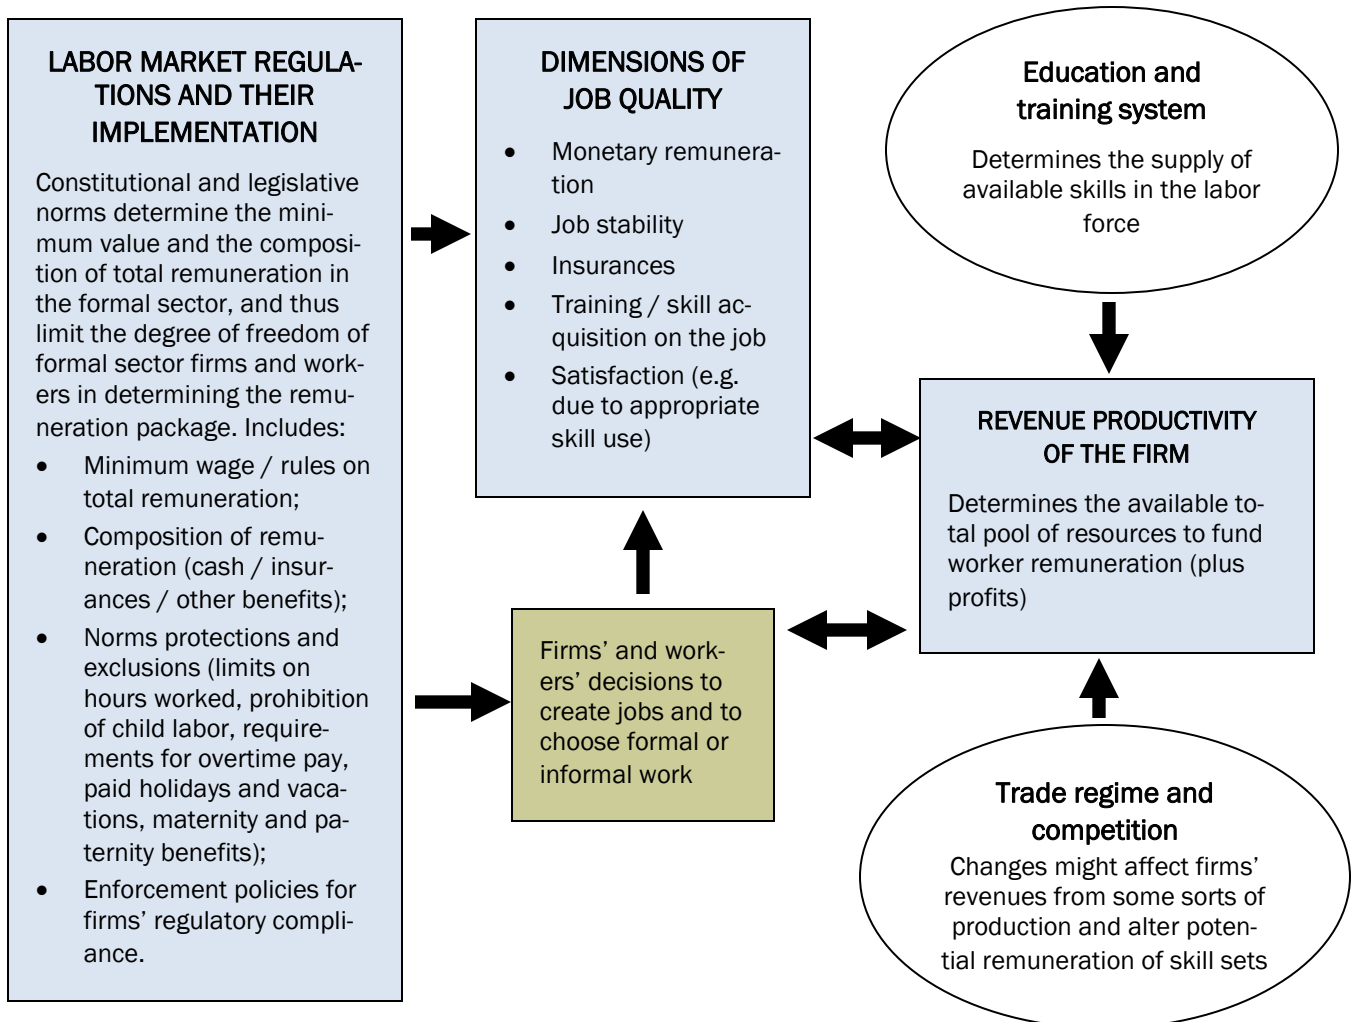 LABOR MARKET REGULA-
TIONS AND THEIR
IMPLEMENTATION
Constitutional and legislative
norms determine the mini-
mum value and the composi-
tion of total remuneration in
the formal sector, and thus
limit the degree of freedom of
formal sector firms and work-
ers in determining the remu-
neration package. Includes:
• Minimum wage / rules on
total remuneration;
• Composition of remu-
neration (cash / insur-
ances / other benefits);
• Norms protections and
exclusions (limits on
hours worked, prohibition
of child labor, require-
ments for overtime pay,
paid holidays and vaca-
tions, maternity and pa-
ternity benefits);
• Enforcement policies for
firms’ regulatory compli-
ance.
DIMENSIONS OF
JOB QUALITY
• Monetary remunera-
tion
• Job stability
• Insurances
• Training / skill ac-
quisition on the job
• Satisfaction (e.g.
due to appropriate
skill use)
Firms’ and work-
ers’ decisions to
create jobs and to
choose formal or
informal work
Education and
training system
Determines the supply of
available skills in the labor
force
REVENUE PRODUCTIVITY
OF THE FIRM
Determines the available to-
tal pool of resources to fund
worker remuneration (plus
profits)
Trade regime and
competition
Changes might affect firms’
revenues from some sorts of
production and alter poten-
tial remuneration of skill sets